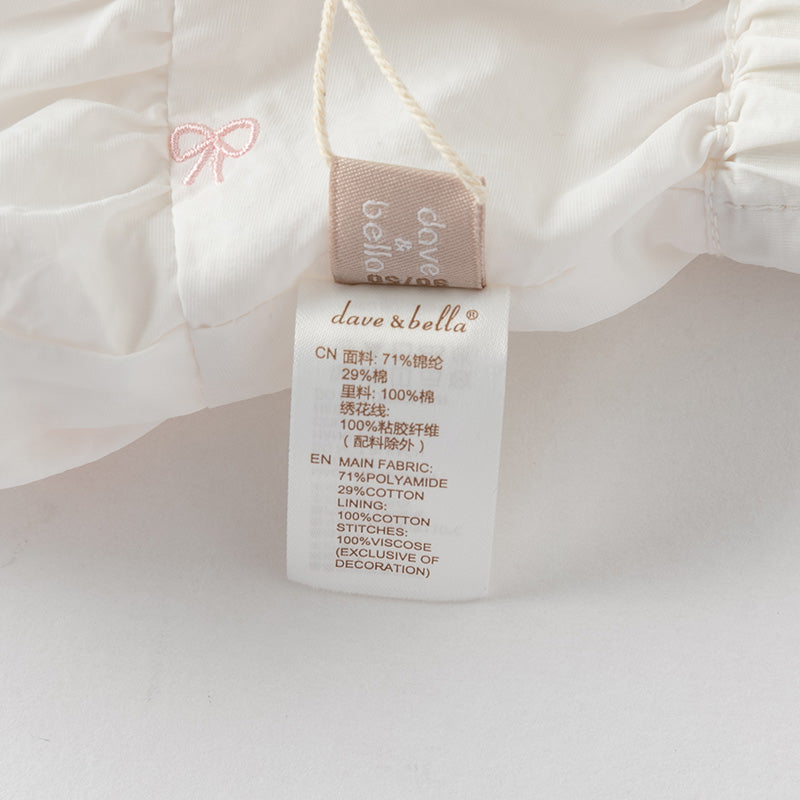 dave
&
bella
dave & bella®
CN 面料: 71%锦纶
29%棉
里料: 100%棉
绣花线:
100%粘胶纤维
（ 配料除外 ）
EN MAIN FABRIC:
71%POLYAMIDE
29%COTTON
LINING:
100%COTTON
STITCHES:
100%VISCOSE
(EXCLUSIVE OF
DECORATION)